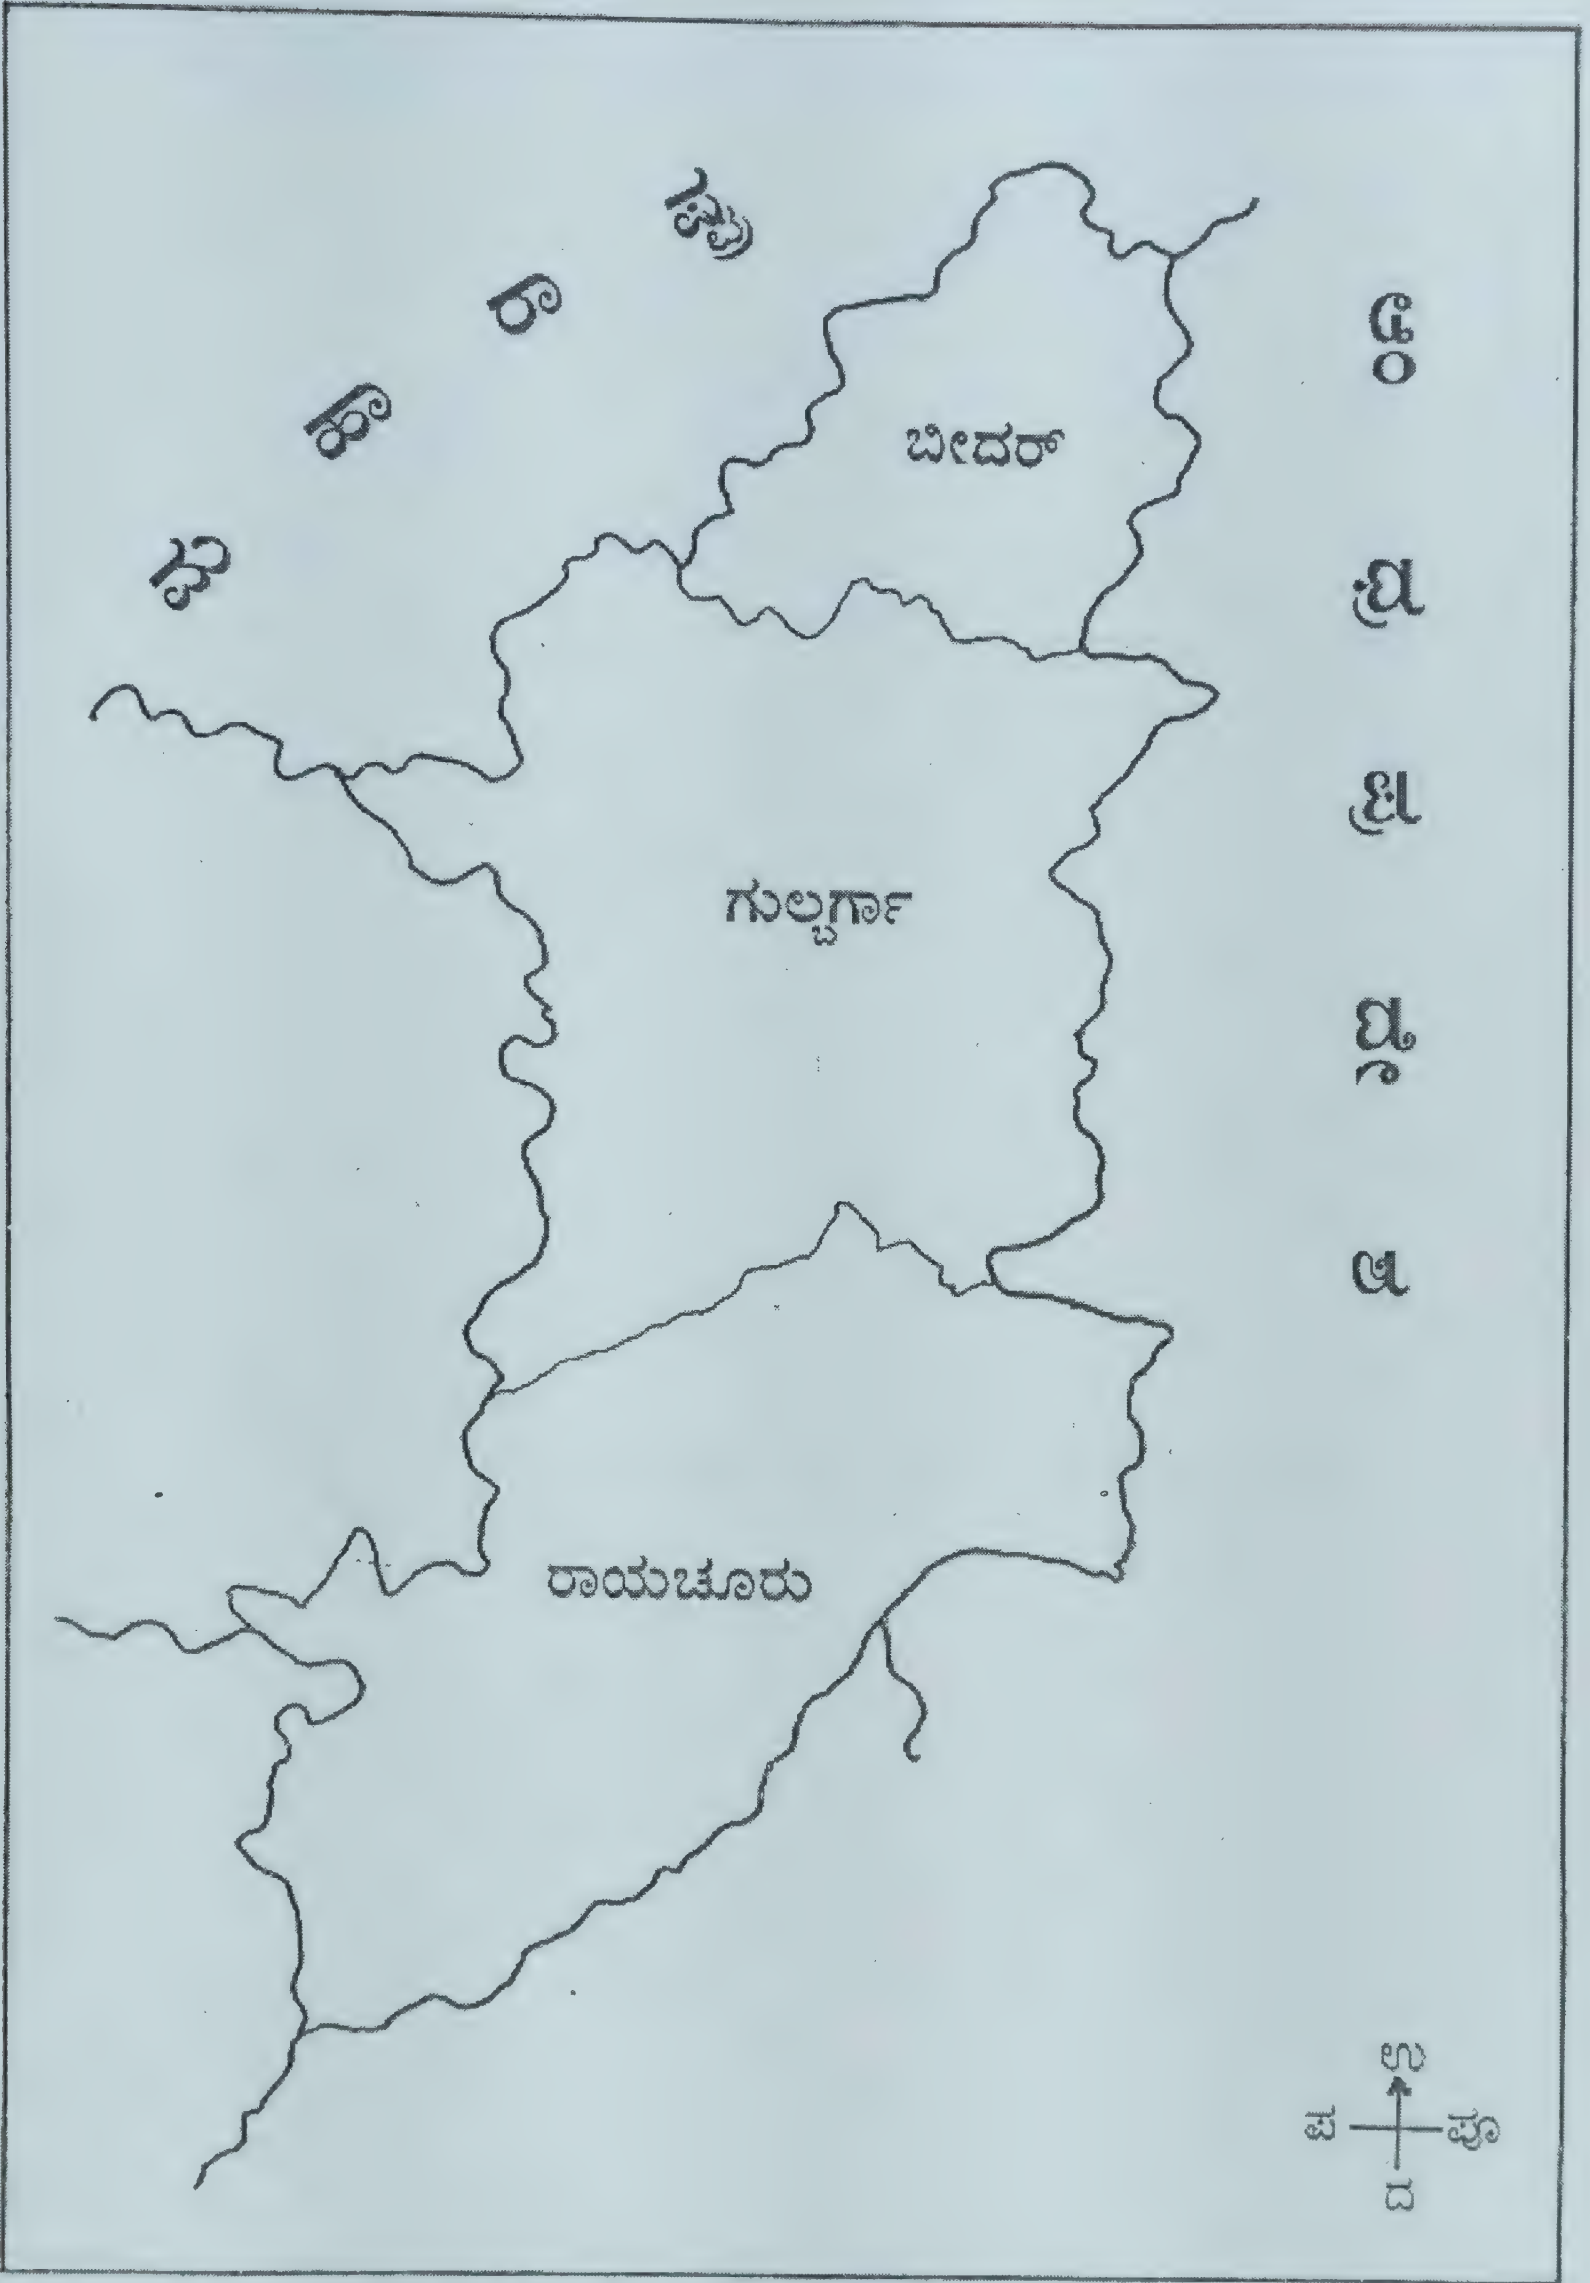 ಮಹಾರಾಷ್ಟ್ರ
ಬೀದರ್
ಆಂಧ್ರಪ್ರದೇಶ
ಗುಲ್ಬರ್ಗಾ
ರಾಯಚೂರು
ಉ
ಪ
ಪೂ
ದ